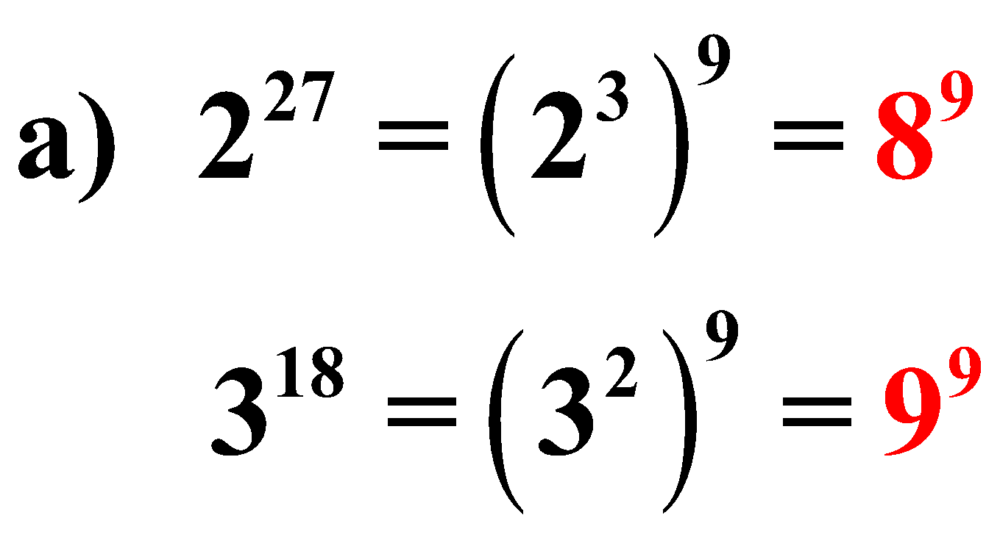 a) 2^27 = (2^3)^9 = 8^9
3^18 = (3^2)^9 = 9^9